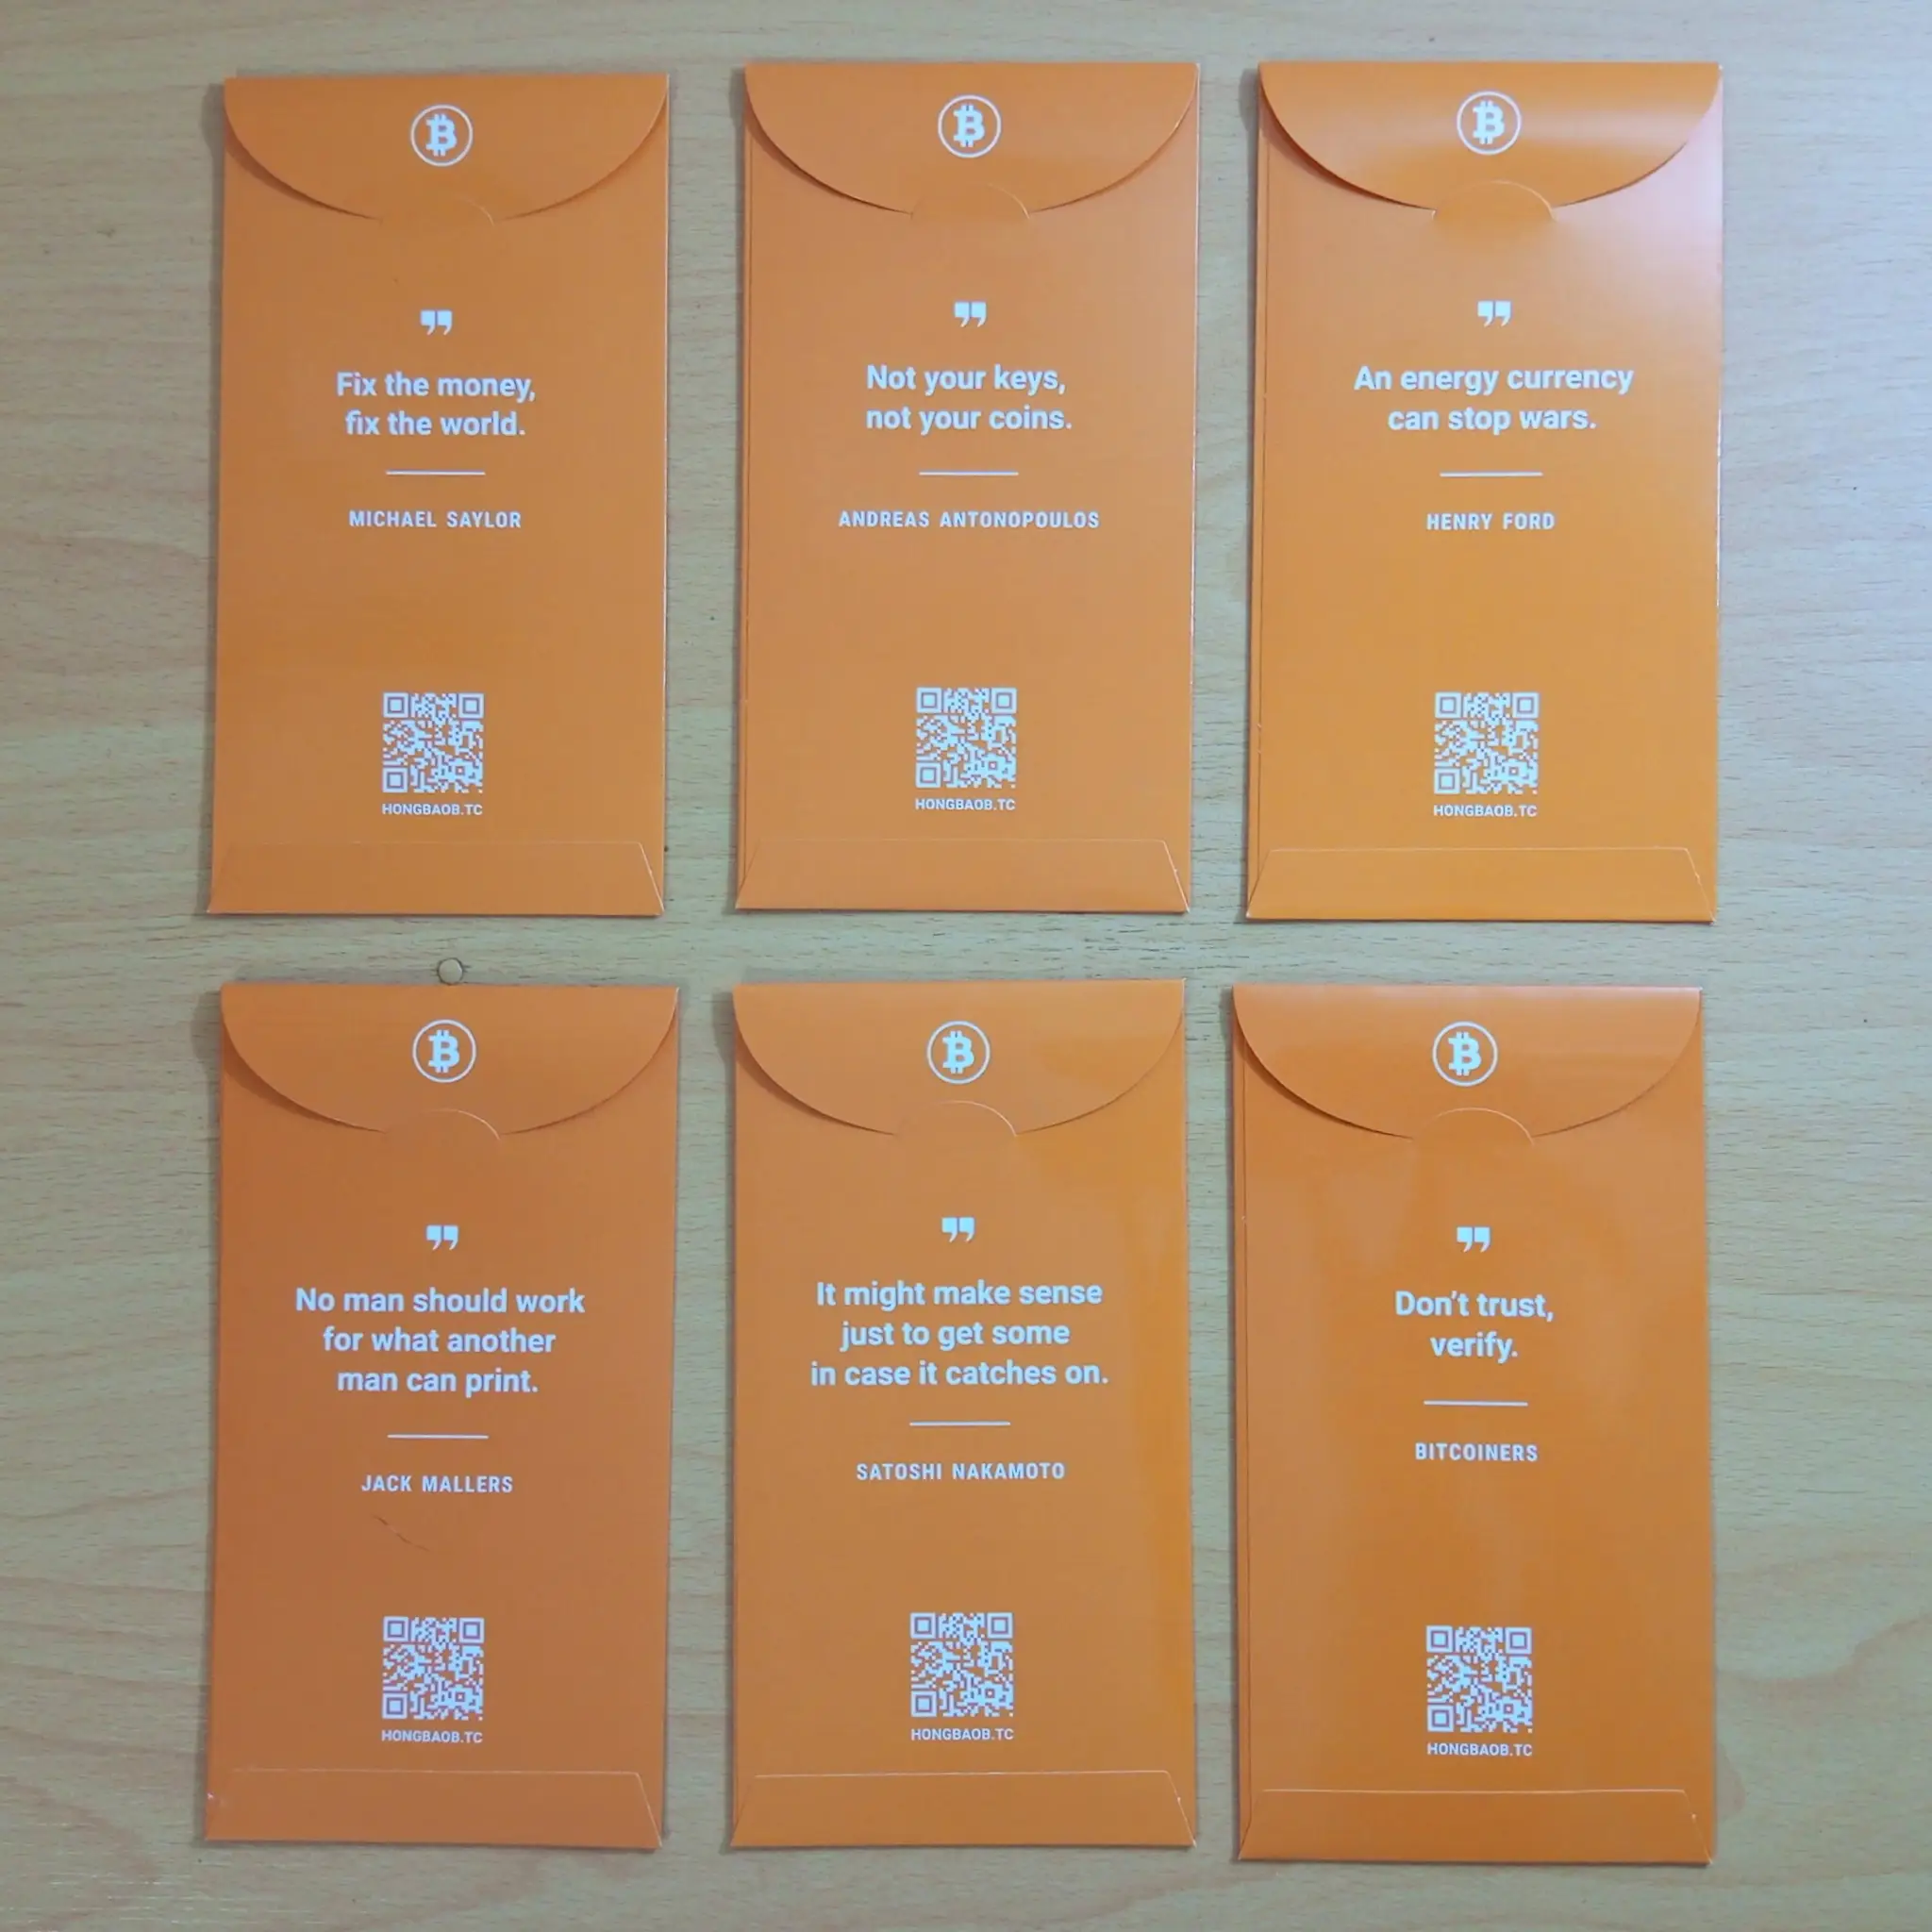 ”
Fix the money,
fix the world.
MICHAEL SAYLOR
HONGBAOB.TC
”
Not your keys,
not your coins.
ANDREAS ANTONOPOULOS
HONGBAOB.TC
”
An energy currency
can stop wars.
HENRY FORD
HONGBAOB.TC
”
No man should work
for what another
man can print.
JACK MALLERS
HONGBAOB.TC
”
It might make sense
just to get some
in case it catches on.
SATOSHI NAKAMOTO
HONGBAOB.TC
”
Don't trust,
verify.
BITCOINERS
HONGBAOB.TC